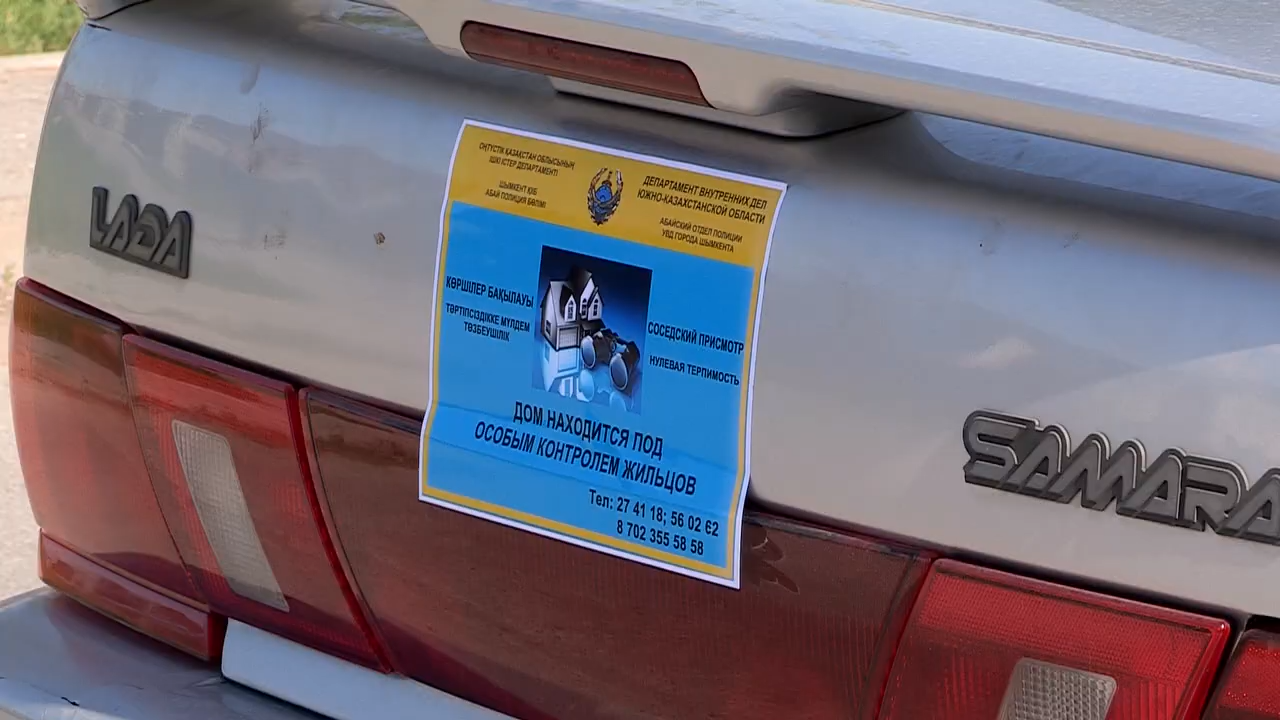 ОҢТҮСТІК ҚАЗАҚСТАН ОБЛЫСЫНЫҢ
ІШКІ ІСТЕР ДЕПАРТАМЕНТІ
ШЫМКЕНТ ҚІІБ
АБАЙ ПОЛИЦИЯ БӨЛІМІ
ДЕПАРТАМЕНТ ВНУТРЕННИХ ДЕЛ
ЮЖНО-КАЗАХСТАНСКОЙ ОБЛАСТИ
АБАЙСКИЙ ОТДЕЛ ПОЛИЦИИ
УВД ГОРОДА ШЫМКЕНТА
LADA
КӨРШІЛЕР БАҚЫЛАУЫ
ТӘРТІПСІЗДІККЕ МҮЛДЕМ
ТӨЗБЕУШІЛІК
СОСЕДСКИЙ ПРИСМОТР
НУЛЕВАЯ ТЕРПИМОСТЬ
ДОМ НАХОДИТСЯ ПОД
ОСОБЫМ КОНТРОЛЕМ ЖИЛЬЦОВ
Тел: 27 41 18; 56 02 62
8 702 355 58 58
SAMARA